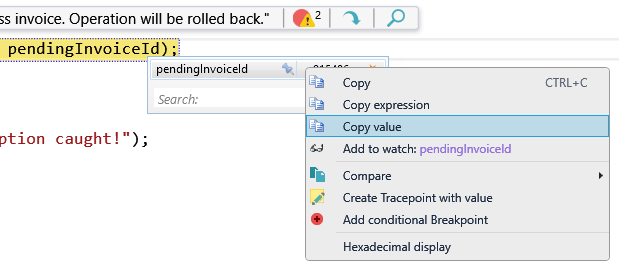 ss invoice. Operation will be rolled back." 2
pendingInvoiceId);
pendingInvoiceId
Search:
Copy CTRL+C
Copy expression
Copy value
Add to watch: pendingInvoiceId
ption caught!");
Compare
Create Tracepoint with value
Add conditional Breakpoint
Hexadecimal display